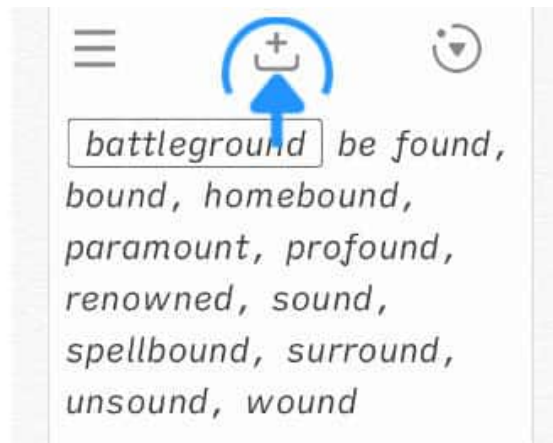 battleground be found,
bound, homebound,
paramount, profound,
renowned, sound,
spellbound, surround,
unsound, wound